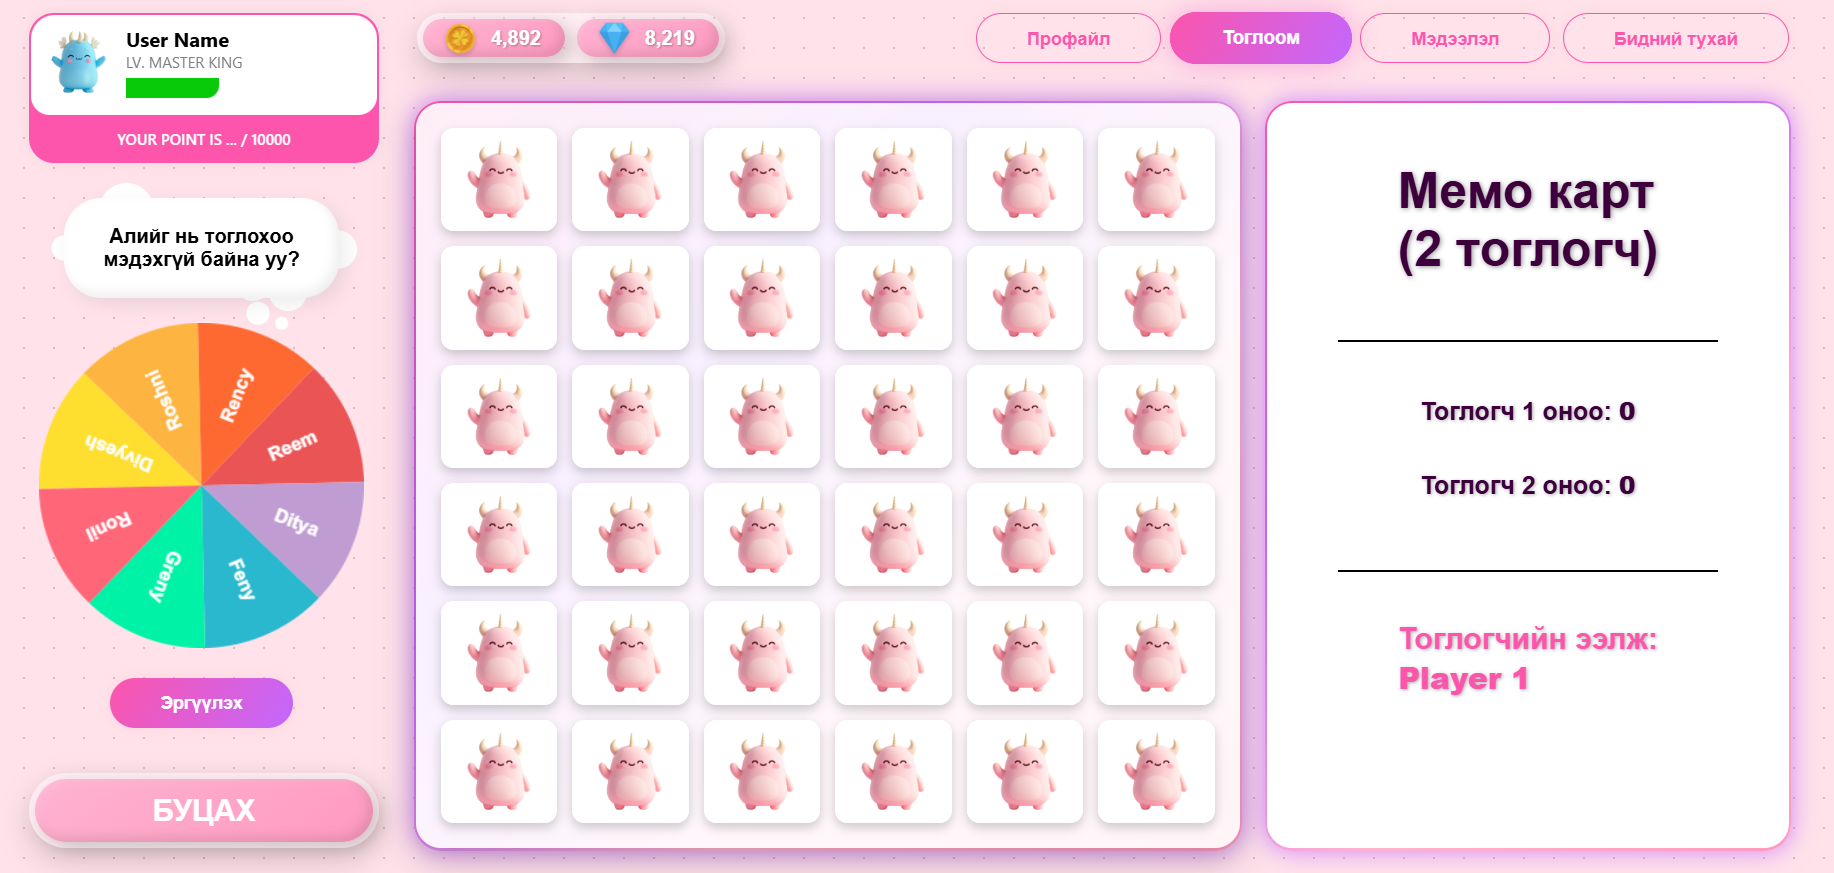 User Name
LV. MASTER KING
YOUR POINT IS ... / 10000
4,892
8,219
Профайл
Тоглоом
Мэдээлэл
Бидний тухай
Алийг нь тоглохоо
мэдэхгүй байна уу?
Roshni
Rency
Reem
Ditya
Feny
Greny
Ronil
Divyesh
Эргүүлэх
БУЦАХ
Мемо карт
(2 тоглогч)
Тоглогч 1 оноо: 0
Тоглогч 2 оноо: 0
Тоглогчийн ээлж:
Player 1